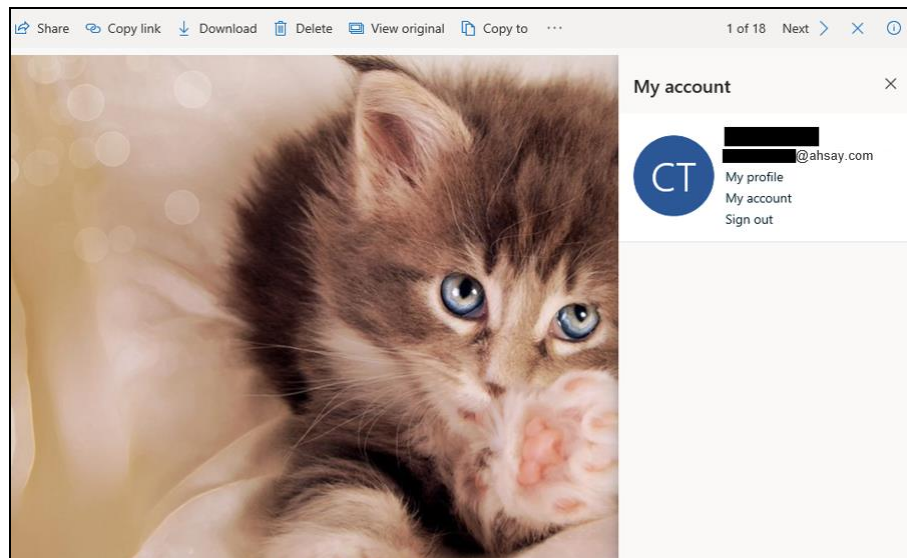 Share Copy link Download Delete View original Copy to ··· 1 of 18 Next
My account
CT
@ahsay.com
My profile
My account
Sign out